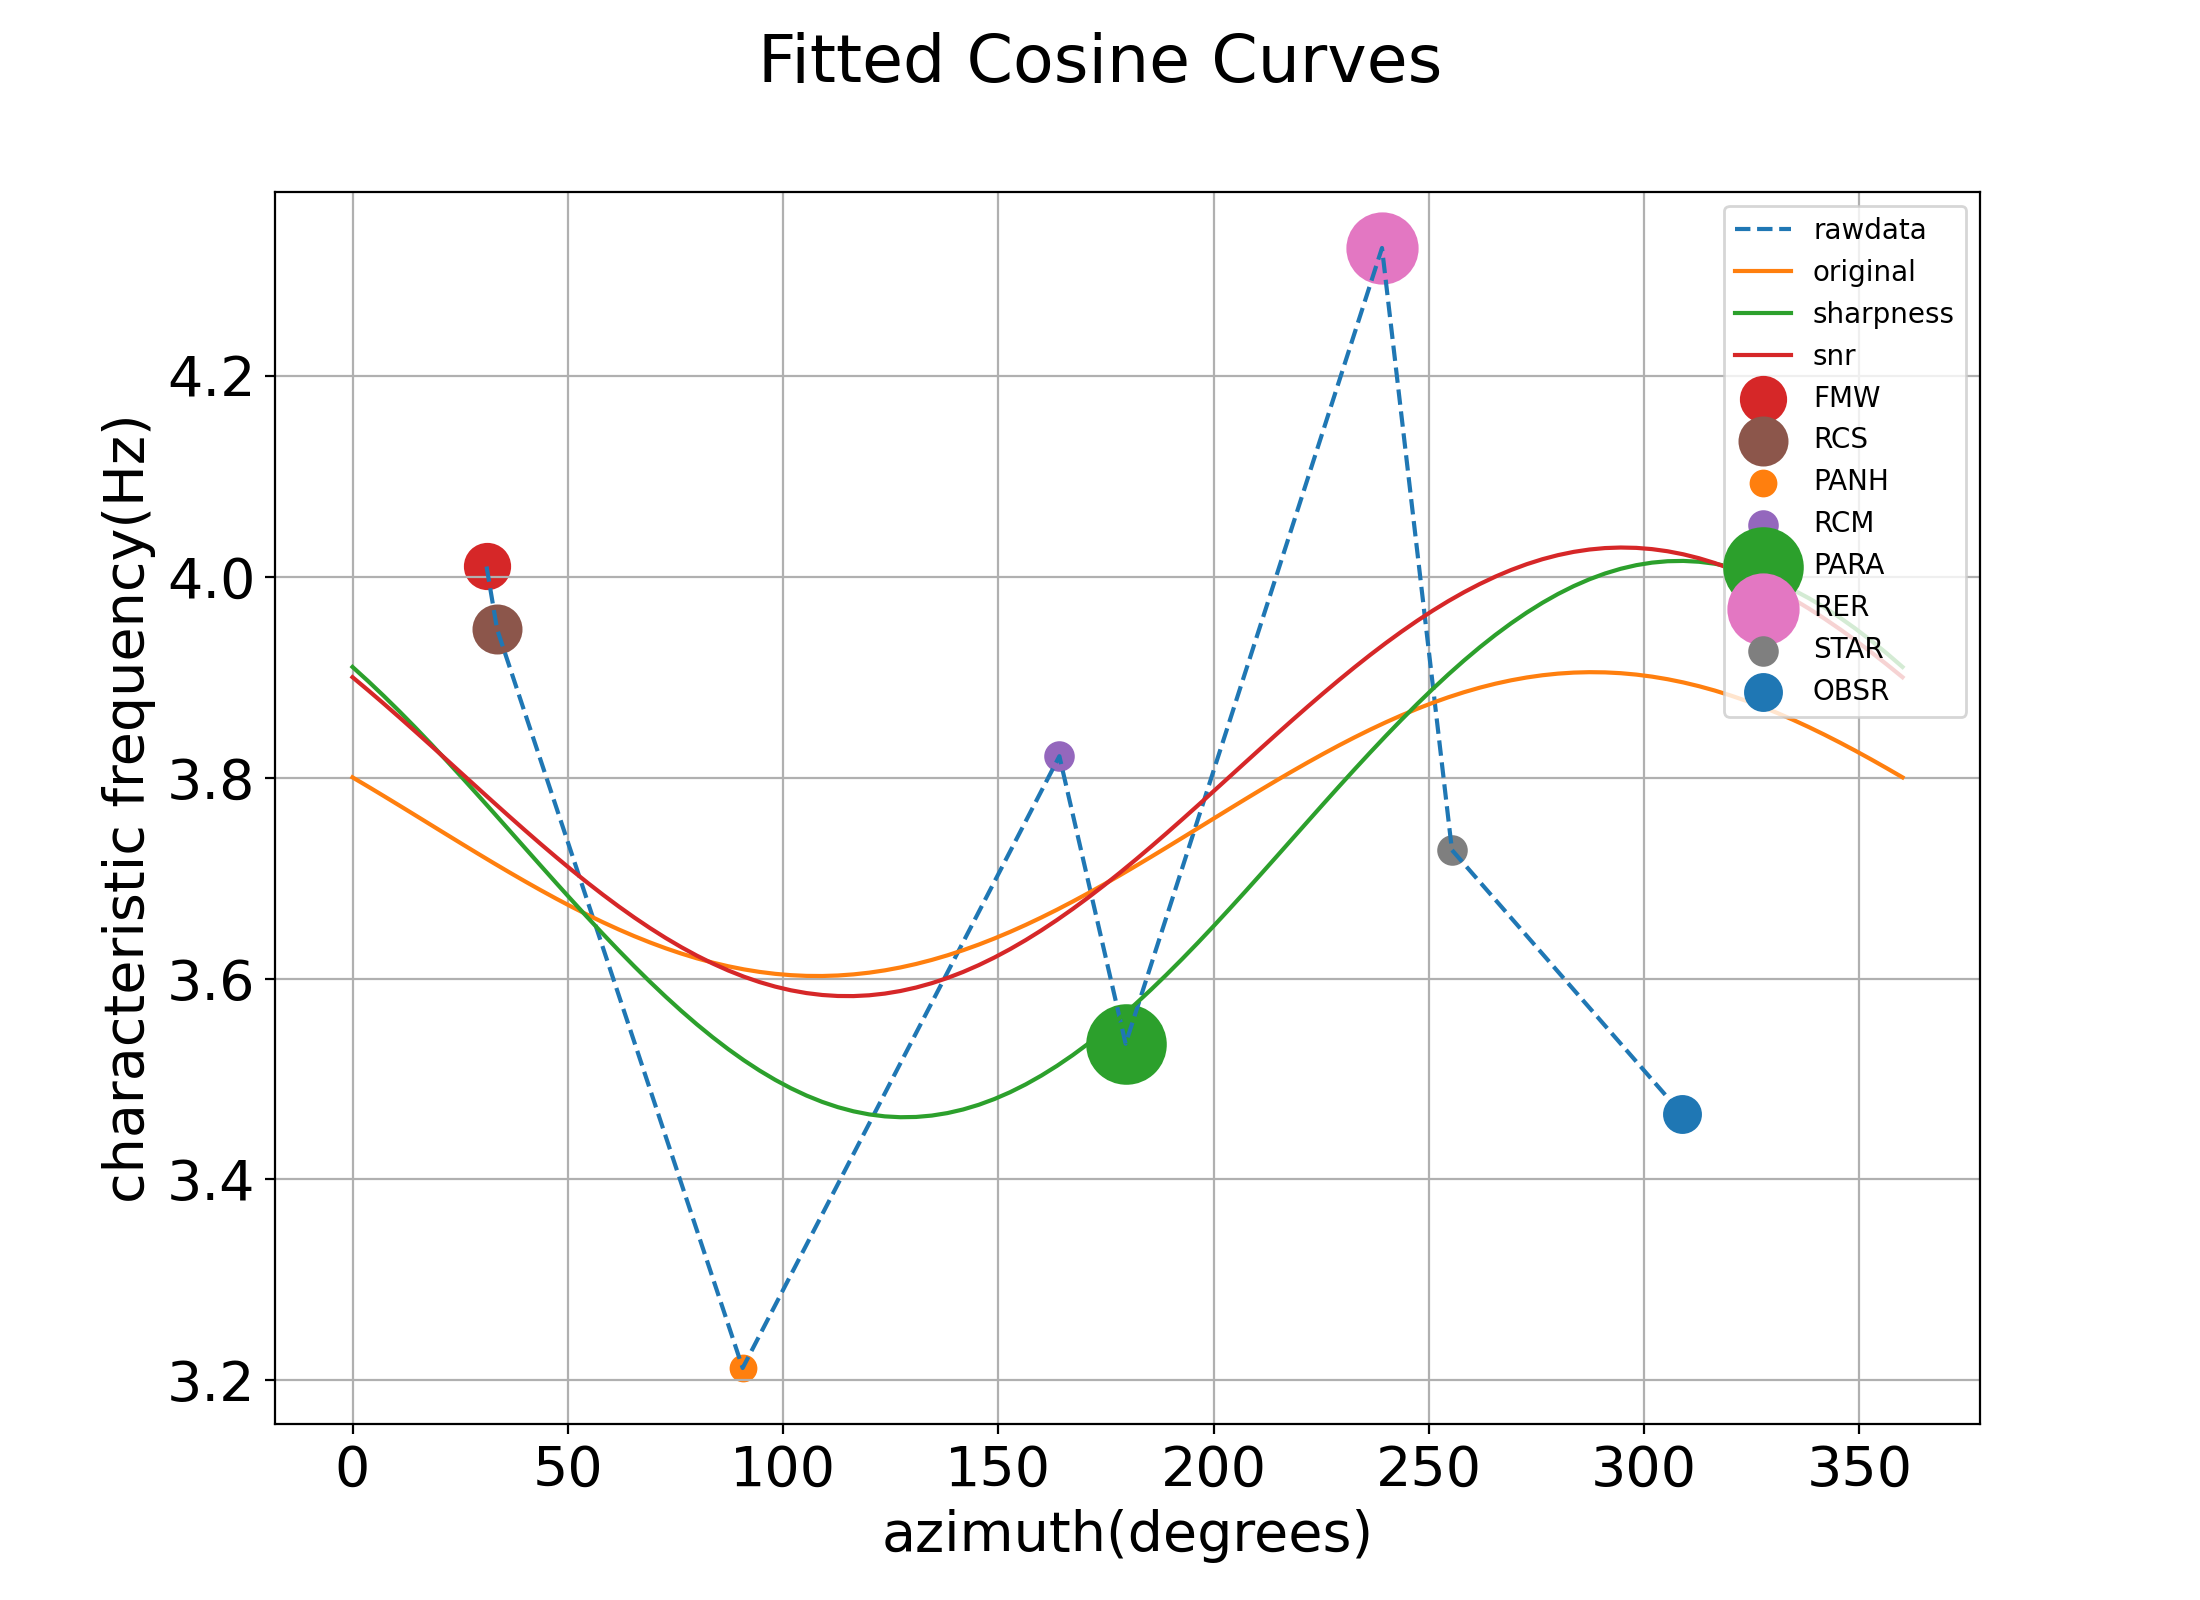 Fitted Cosine Curves
characteristic frequency(Hz)
4.2
4.0
3.8
3.6
3.4
3.2
rawdata
original
sharpness
snr
FMW
RCS
PANH
RCM
PARA
RER
STAR
OBSR
0 50 100 150 200 250 300 350
azimuth(degrees)